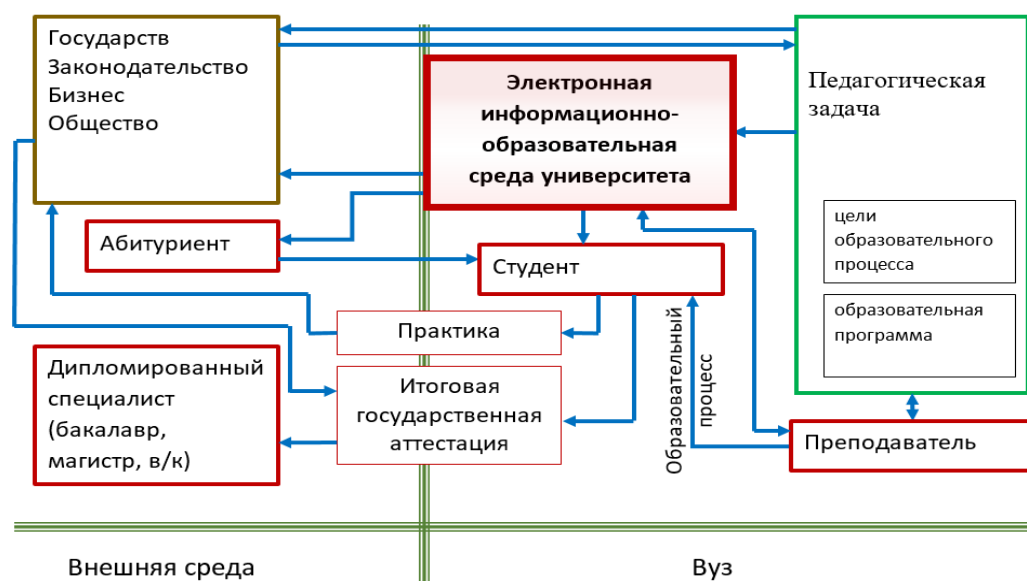 Государств
Законодательство
Бизнес
Общество
Электронная
информационно-
образовательная
среда университета
Педагогическая
задача
цели
образовательного
процесса
образовательная
программа
Абитуриент
Студент
Практика
Итоговая
государственная
аттестация
Дипломированный
специалист
(бакалавр,
магистр, в/к)
Образовательный
процесс
Преподаватель
Внешняя среда
Вуз